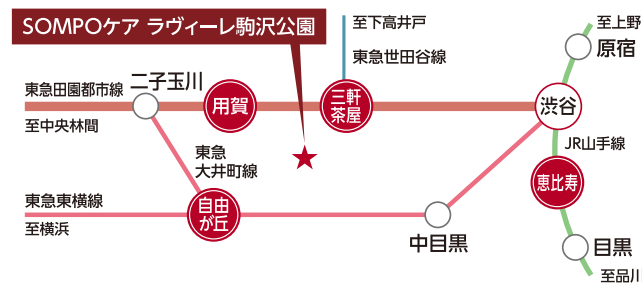 SOMPOケア ラヴィーレ駒沢公園
至下高井戸
至上野
原宿
東急世田谷線
東急田園都市線
二子玉川
用賀
三軒
茶屋
渋谷
至中央林間
JR山手線
東急
大井町線
恵比寿
東急東横線
自由
が丘
至横浜
中目黒
目黒
至品川